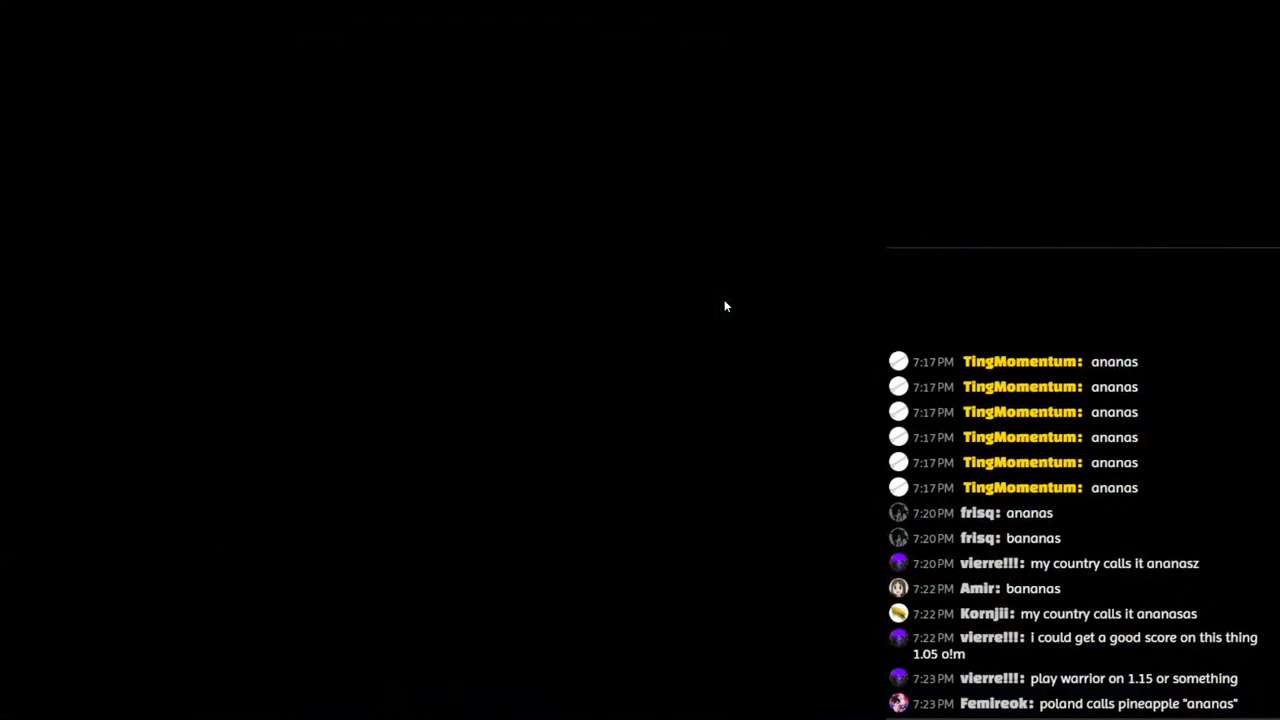 7:17 PM TingMomentum: ananas
7:17 PM TingMomentum: ananas
7:17 PM TingMomentum: ananas
7:17 PM TingMomentum: ananas
7:17 PM TingMomentum: ananas
7:17 PM TingMomentum: ananas
7:20 PM frisq: ananas
7:20 PM frisq: bananas
7:20 PM vierre!!!: my country calls it ananasz
7:22 PM Amir: bananas
7:22 PM Kornjii: my country calls it ananasas
7:22 PM vierre!!!: i could get a good score on this thing
1.05 o!m
7:23 PM vierre!!!: play warrior on 1.15 or something
7:23 PM Femireok: poland calls pineapple "ananas"